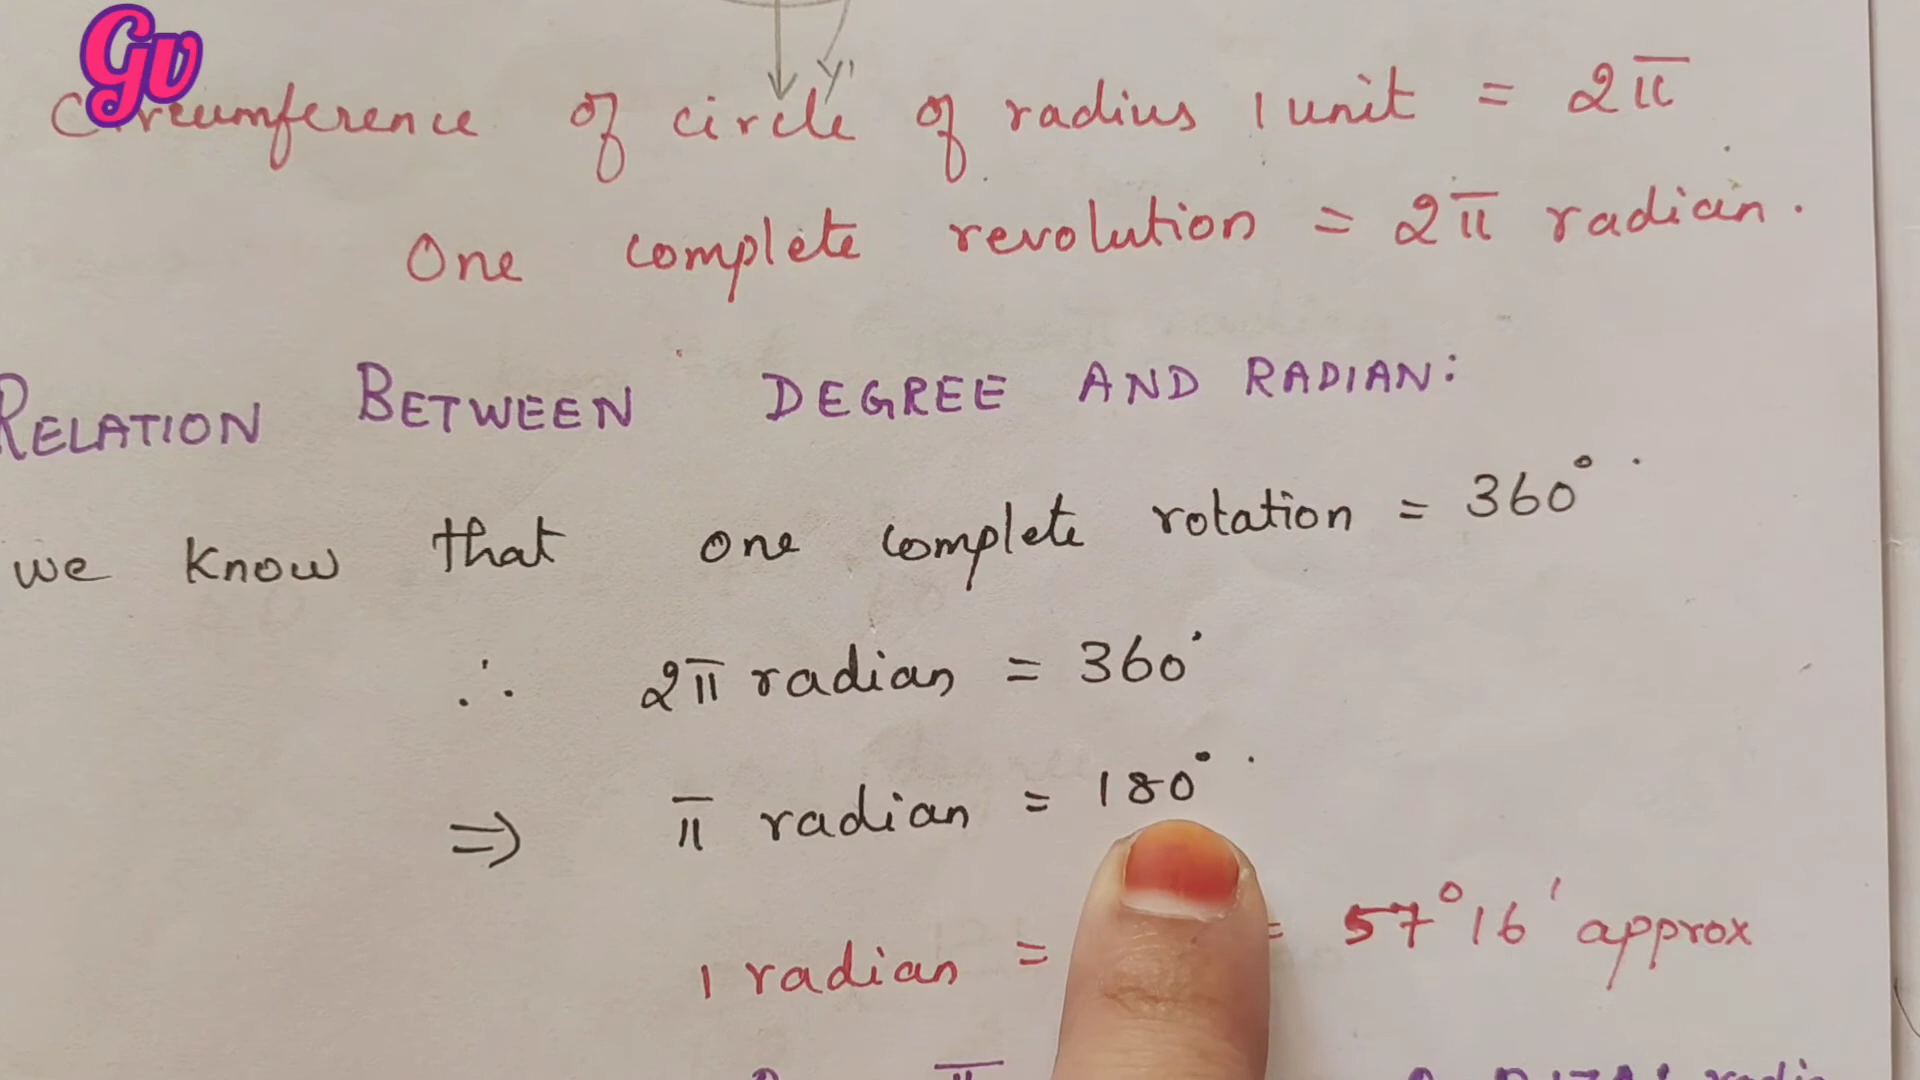 Gv
Y'
Circumference of circle of radius 1 unit = 2π
One complete revolution = 2π radian.
RELATION BETWEEN DEGREE AND RADIAN:
we know that one complete rotation = 360°
∴ 2π radian = 360°
⇒ π radian = 180°
1 radian = = 57°16' approx
π